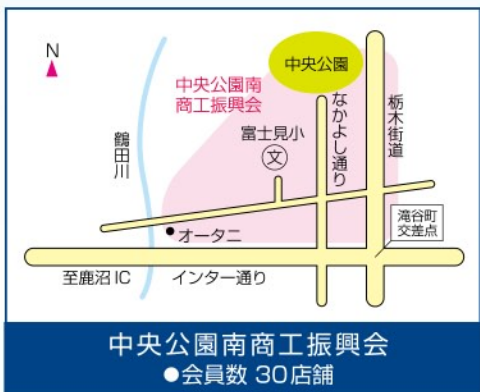 N
中央公園
中央公園南
商工振興会
なかよし通り
栃木街道
富士見小
文
鶴田川
滝谷町
交差点
オータニ
至鹿沼IC
インター通り
中央公園南商工振興会
●会員数 30店舗